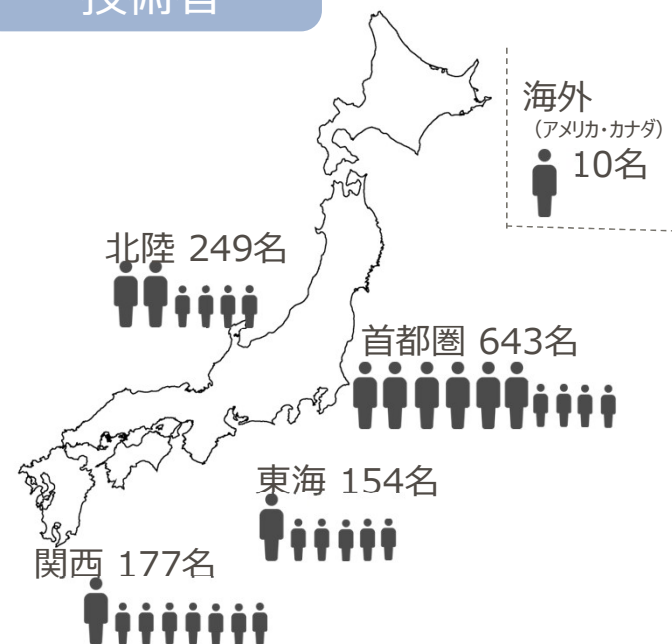 技術者
海外
（アメリカ・カナダ）
10名
北陸 249名
首都圏 643名
東海 154名
関西 177名